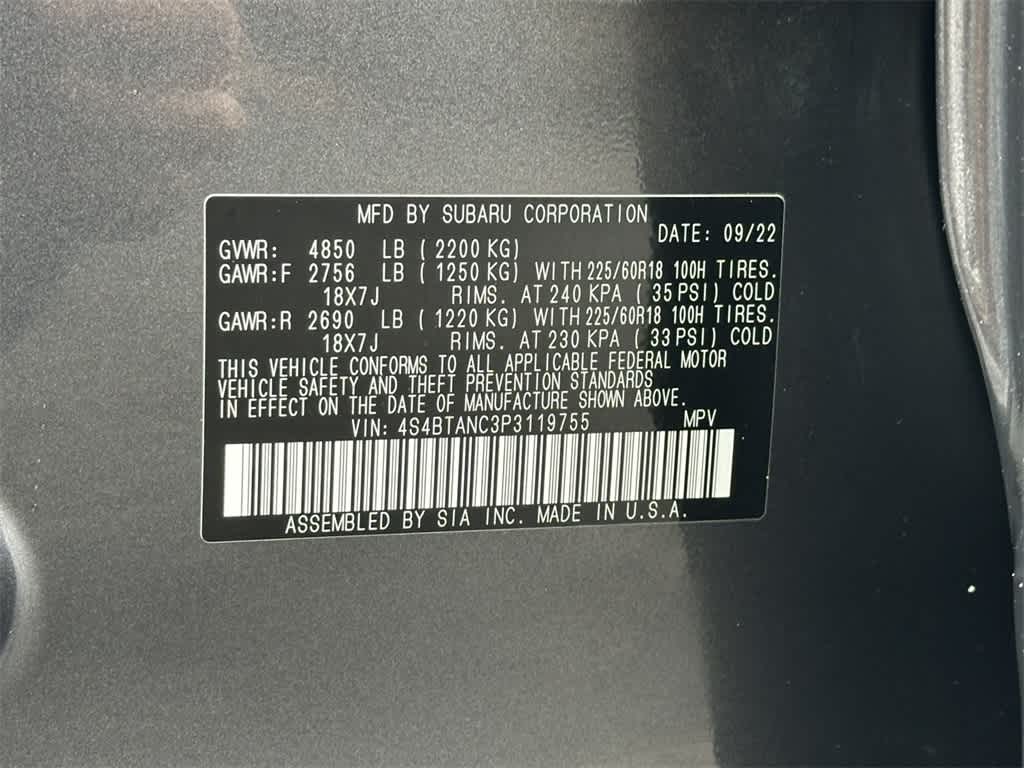 MFD BY SUBARU CORPORATION
DATE: 09/22
GVWR: 4850 LB (2200 KG)
GAWR:F 2756 LB (1250 KG) WITH 225/60R18 100H TIRES.
18X7J RIMS. AT 240 KPA (35 PSI) COLD
GAWR:R 2690 LB (1220 KG) WITH 225/60R18 100H TIRES.
18X7J RIMS. AT 230 KPA (33 PSI) COLD
THIS VEHICLE CONFORMS TO ALL APPLICABLE FEDERAL MOTOR
VEHICLE SAFETY AND THEFT PREVENTION STANDARDS
IN EFFECT ON THE DATE OF MANUFACTURE SHOWN ABOVE.
VIN: 4S4BTANC3P3119755 MPV
ASSEMBLED BY SIA INC. MADE IN U.S.A.